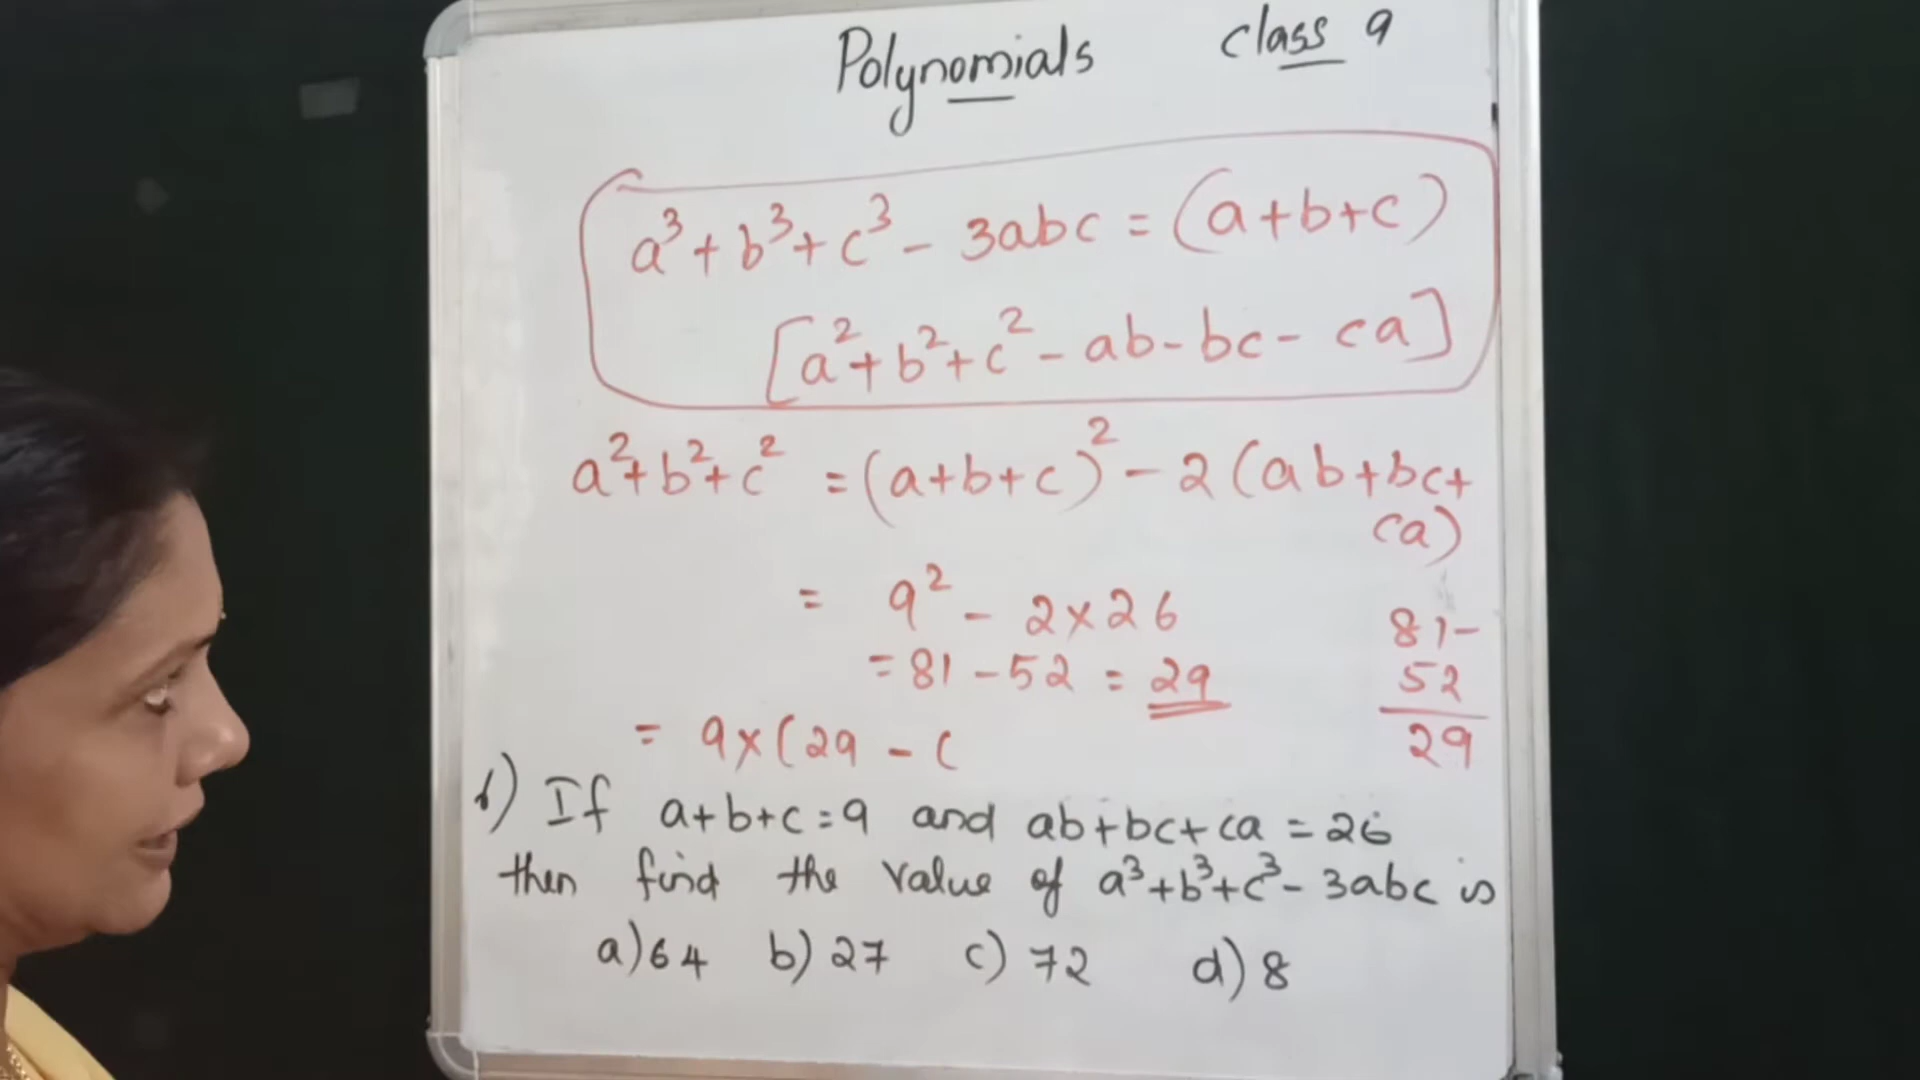 Polynomials class 9
a³ + b³ + c³ - 3abc = (a+b+c)
[a² + b² + c² - ab - bc - ca]
a² + b² + c² = (a+b+c)² - 2(ab+bc+
ca)
= 9² - 2×26
= 81 - 52 = 29
81-
52
29
= 9×(29 - (
1) If a+b+c=9 and ab+bc+ca = 26
then find the value of a³+b³+c³- 3abc is
a) 64 b) 27 c) 72 d) 8